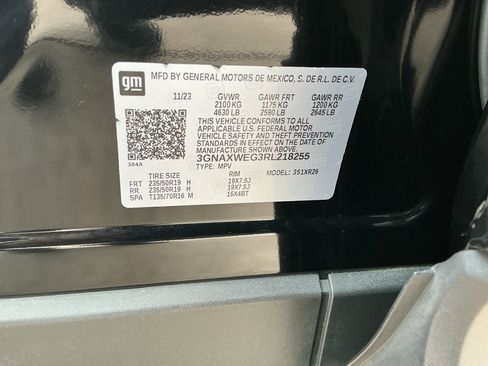 gm
MFD BY GENERAL MOTORS DE MEXICO, S. DE R.L. DE C.V.
11/23 GVWR GAWR FRT GAWR RR
2100 KG 1175 KG 1200 KG
4630 LB 2590 LB 2645 LB
THIS VEHICLE CONFORMS TO ALL
APPLICABLE U.S. FEDERAL MOTOR
VEHICLE SAFETY, BUMPER, AND THEFT
PREVENTION STANDARDS IN EFFECT ON
THE DATE OF MANUFACTURE SHOWN ABOVE.
384A
3GNAXWEG3RL218255
TYPE: MPV MODEL: 3S1XR26
TIRE SIZE RIM
FRT 235/50R19 H 19X7.5J
RR 235/50R19 H 19X7.5J
SPA T135/70R16 M 16X4BT